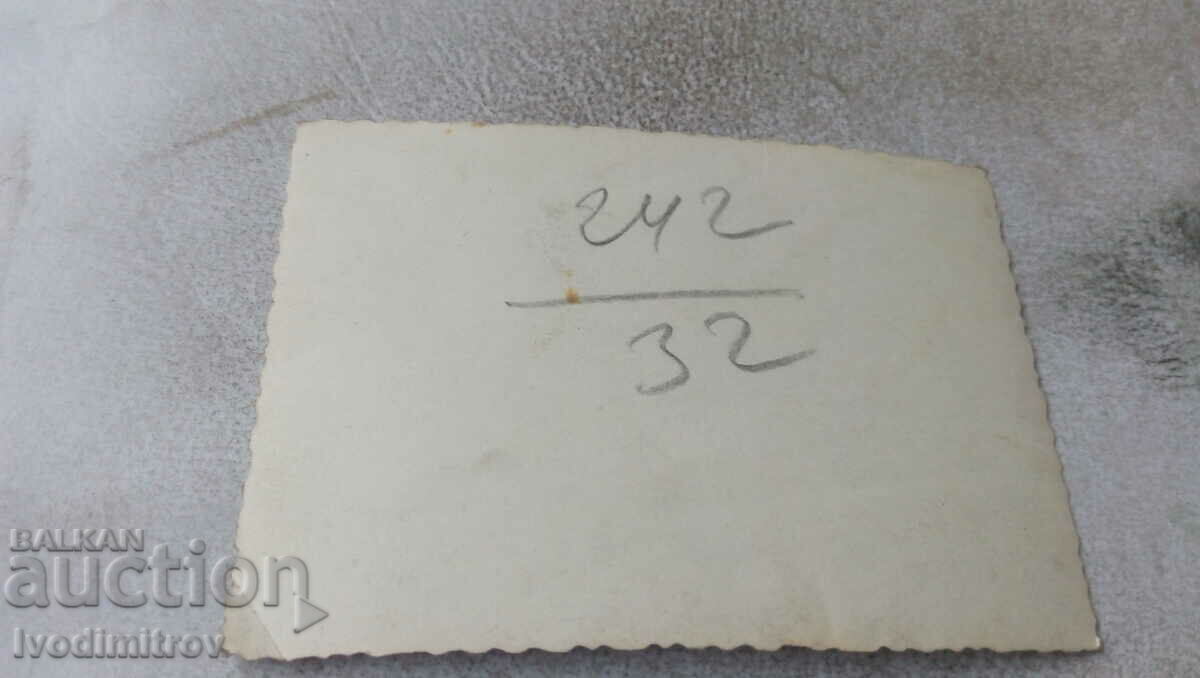 242
32
BALKAN
auction
Ivodimitrov